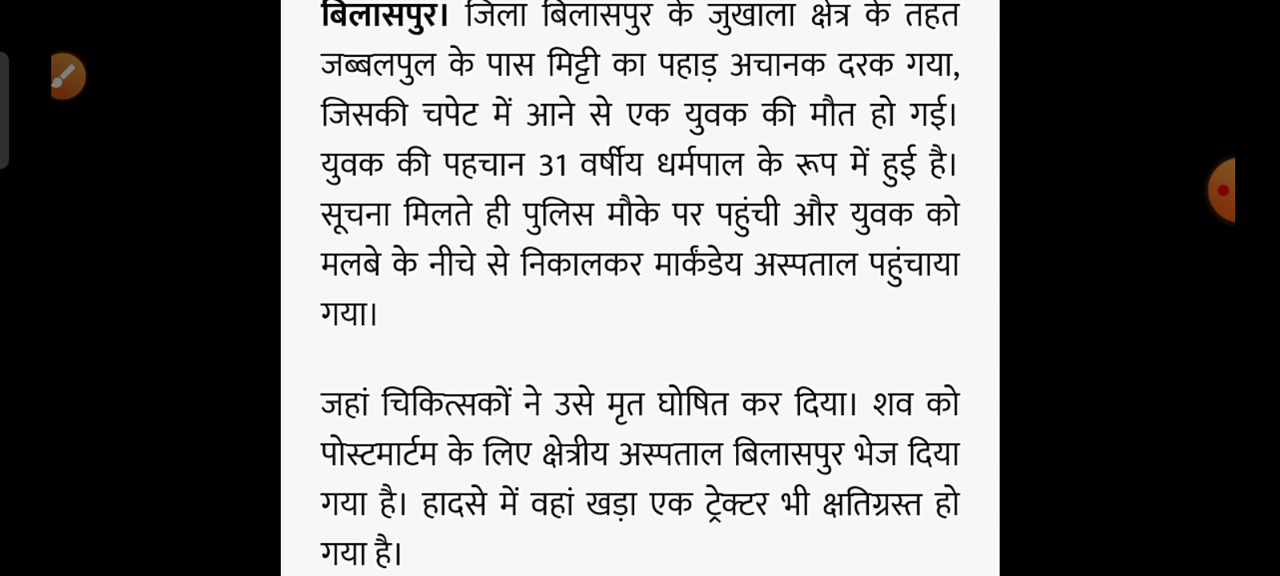 बिलासपुर। जिला बिलासपुर के जुखाला क्षेत्र के तहत
जब्बलपुल के पास मिट्टी का पहाड़ अचानक दरक गया,
जिसकी चपेट में आने से एक युवक की मौत हो गई।
युवक की पहचान 31 वर्षीय धर्मपाल के रूप में हुई है।
सूचना मिलते ही पुलिस मौके पर पहुंची और युवक को
मलबे के नीचे से निकालकर मार्कंडेय अस्पताल पहुंचाया
गया।
जहां चिकित्सकों ने उसे मृत घोषित कर दिया। शव को
पोस्टमार्टम के लिए क्षेत्रीय अस्पताल बिलासपुर भेज दिया
गया है। हादसे में वहां खड़ा एक ट्रेक्टर भी क्षतिग्रस्त हो
गया है।